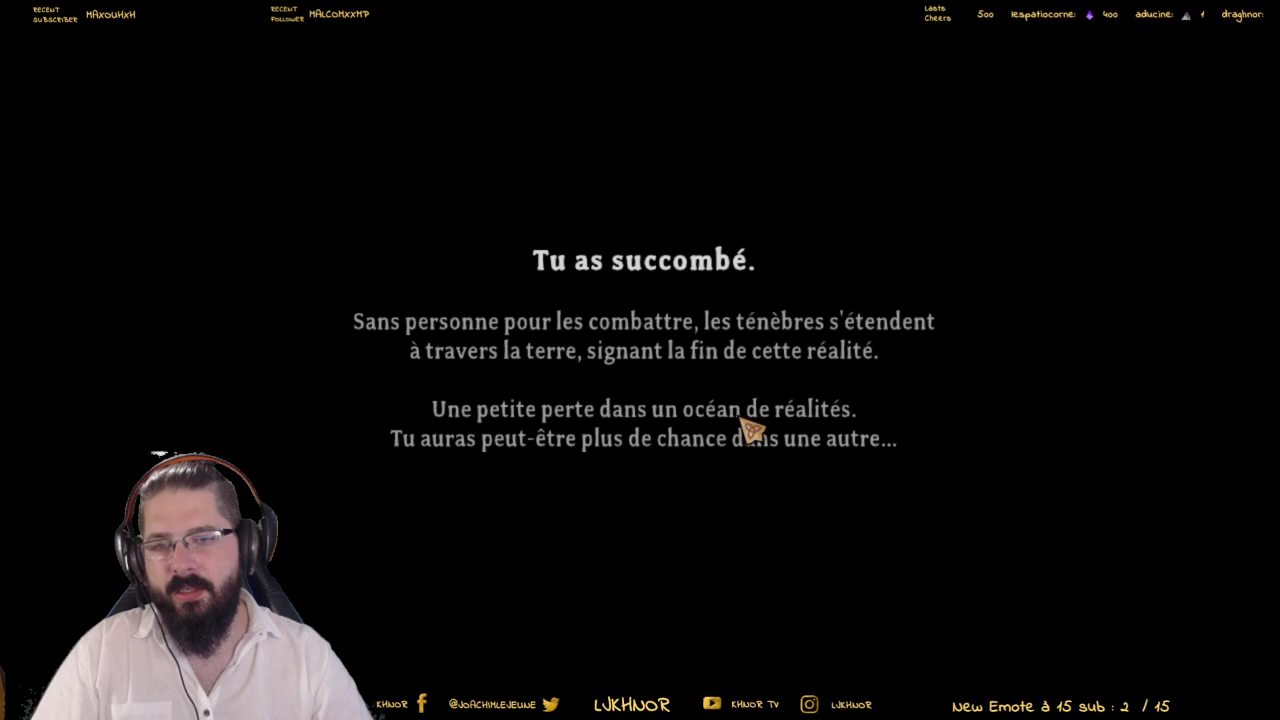 RECENT
SUBSCRIBER
MAXOUHXH
RECENT
FOLLOWER
MALCOMXXMP
Lasts
Cheers
500 lespatiocorne: 400 aducine: 1 draghnor:
Tu as succombé.
Sans personne pour les combattre, les ténèbres s'étendent
à travers la terre, signant la fin de cette réalité.
Une petite perte dans un océan de réalités.
Tu auras peut-être plus de chance dans une autre...
KHNOR @JOACHIMLEJEUNE LJKHNOR KHNOR TV LJKHNOR
New Emote à 15 sub : 2 / 15